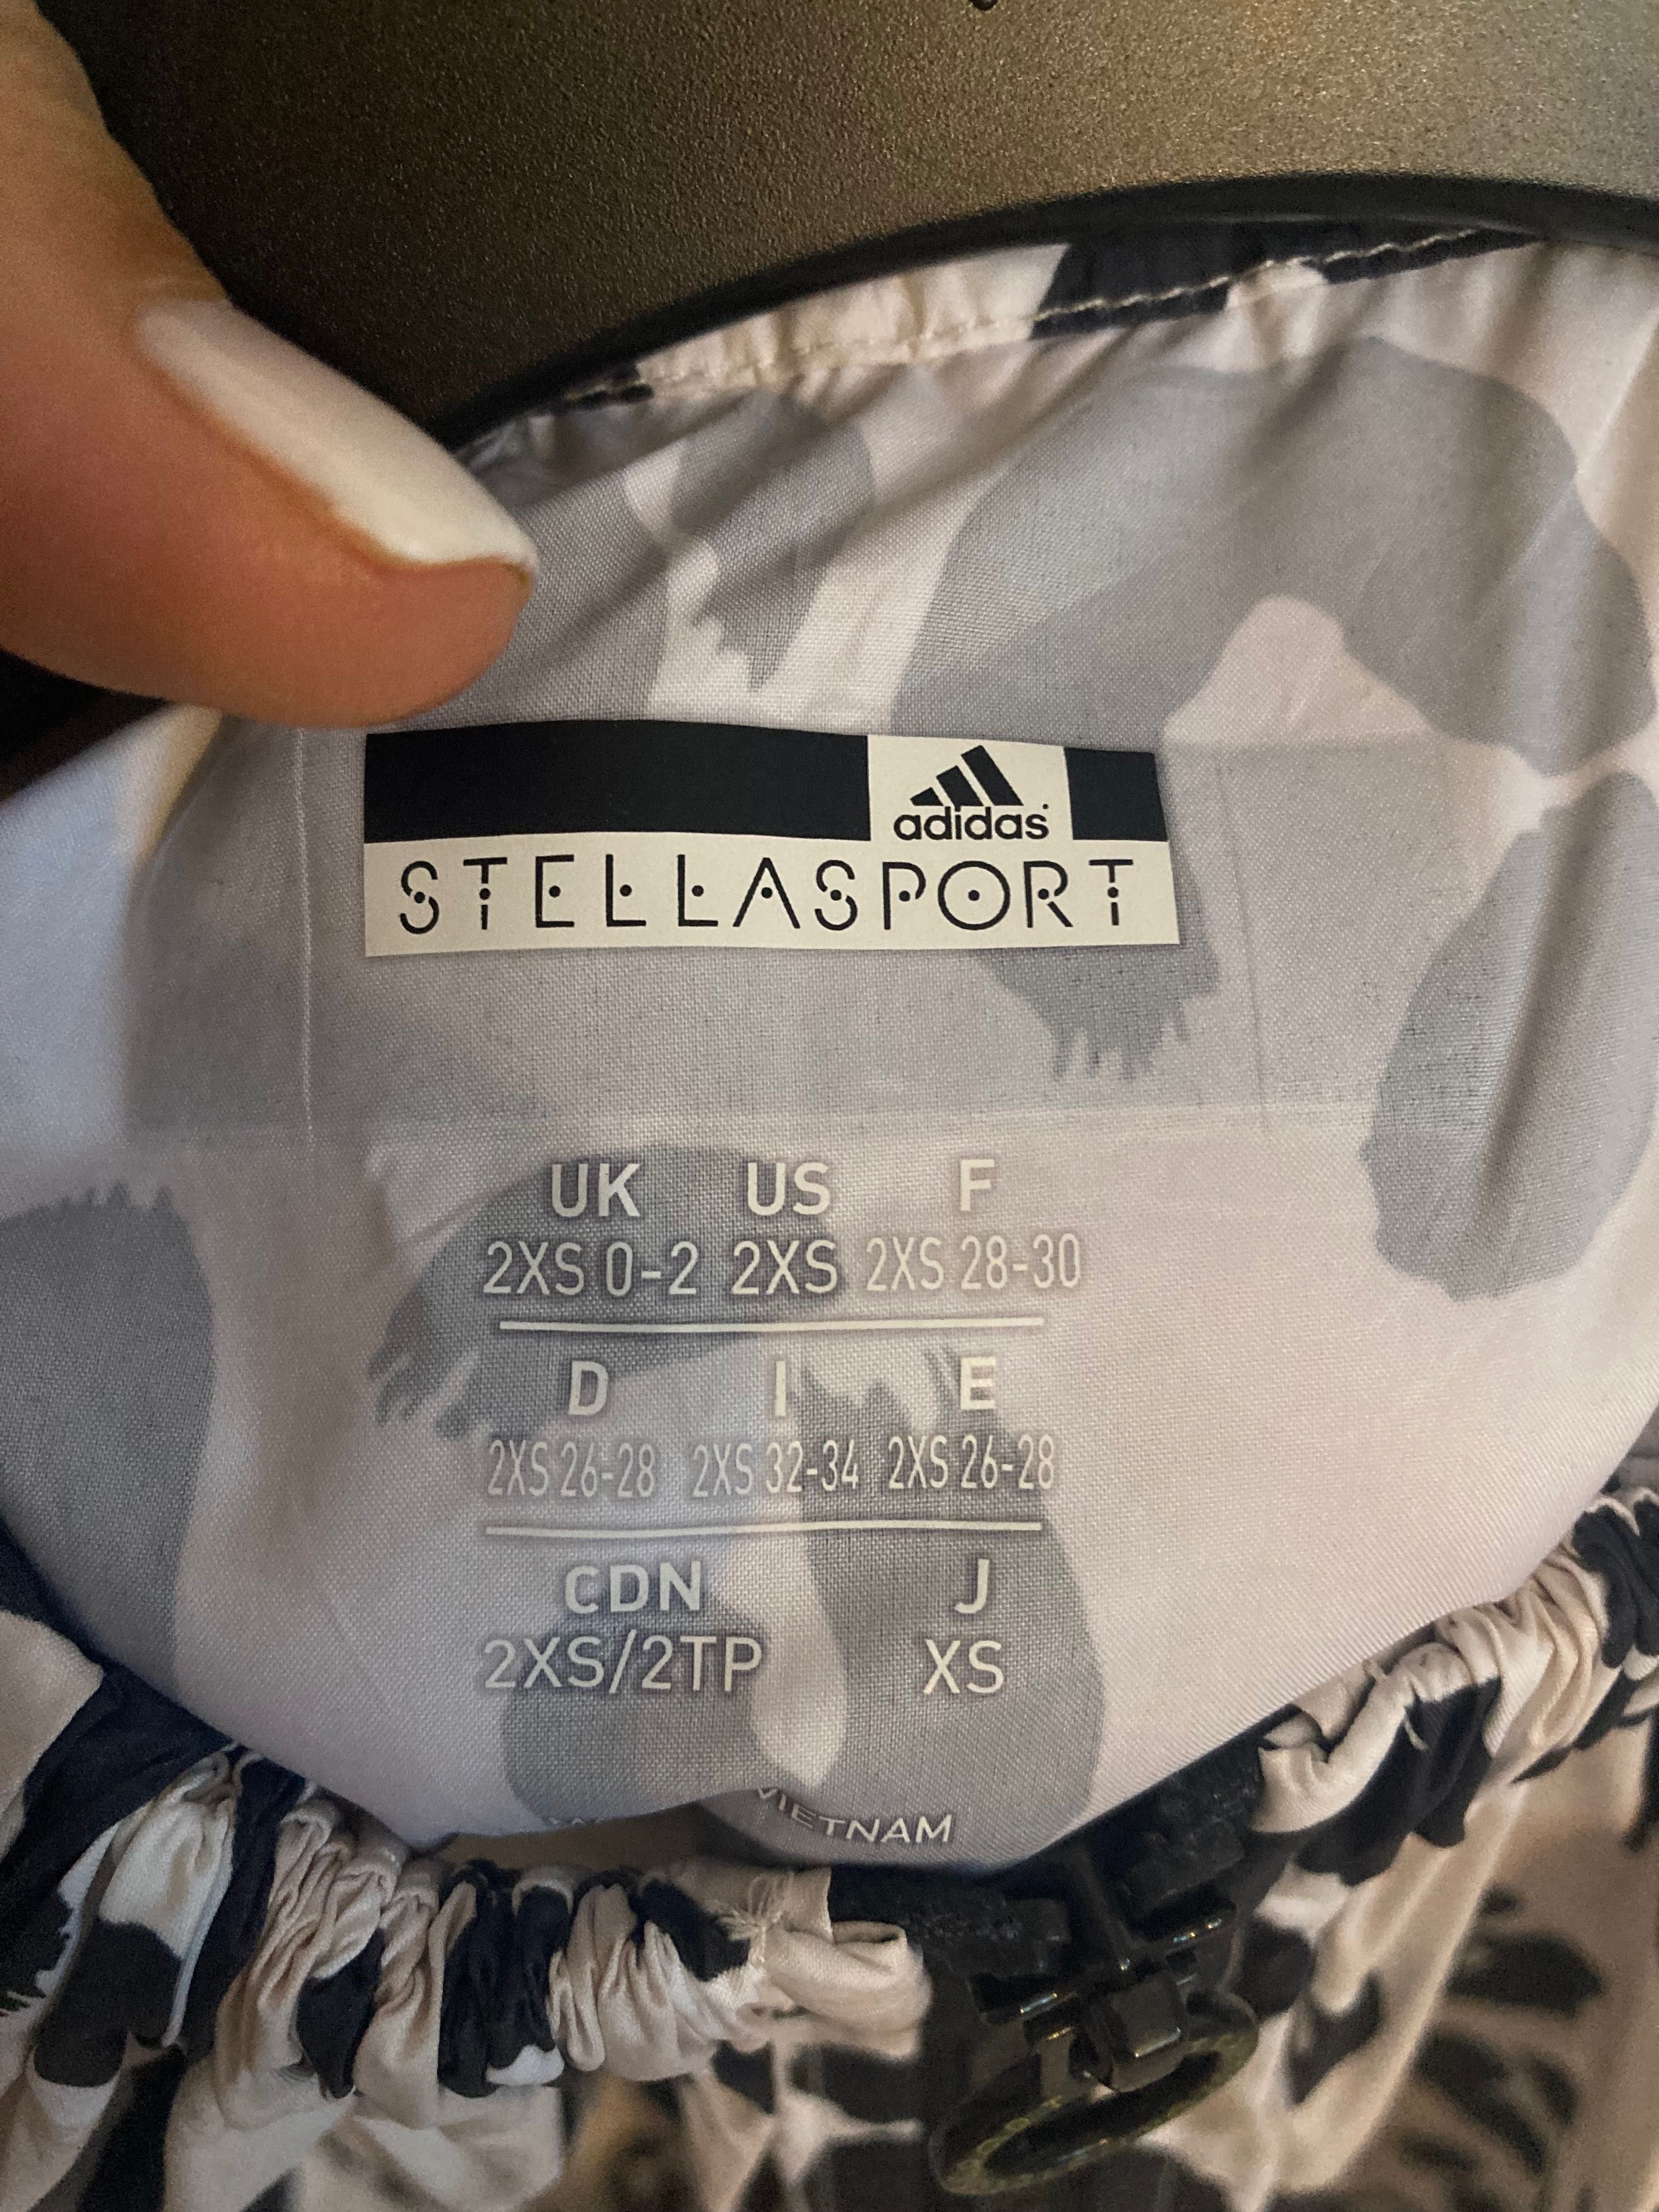 adidas
STELLASPORT
UK US F
2XS 0-2 2XS 2XS 28-30
D I E
2XS 26-28 2XS 32-34 2XS 26-28
CDN J
2XS/2TP XS
VIETNAM